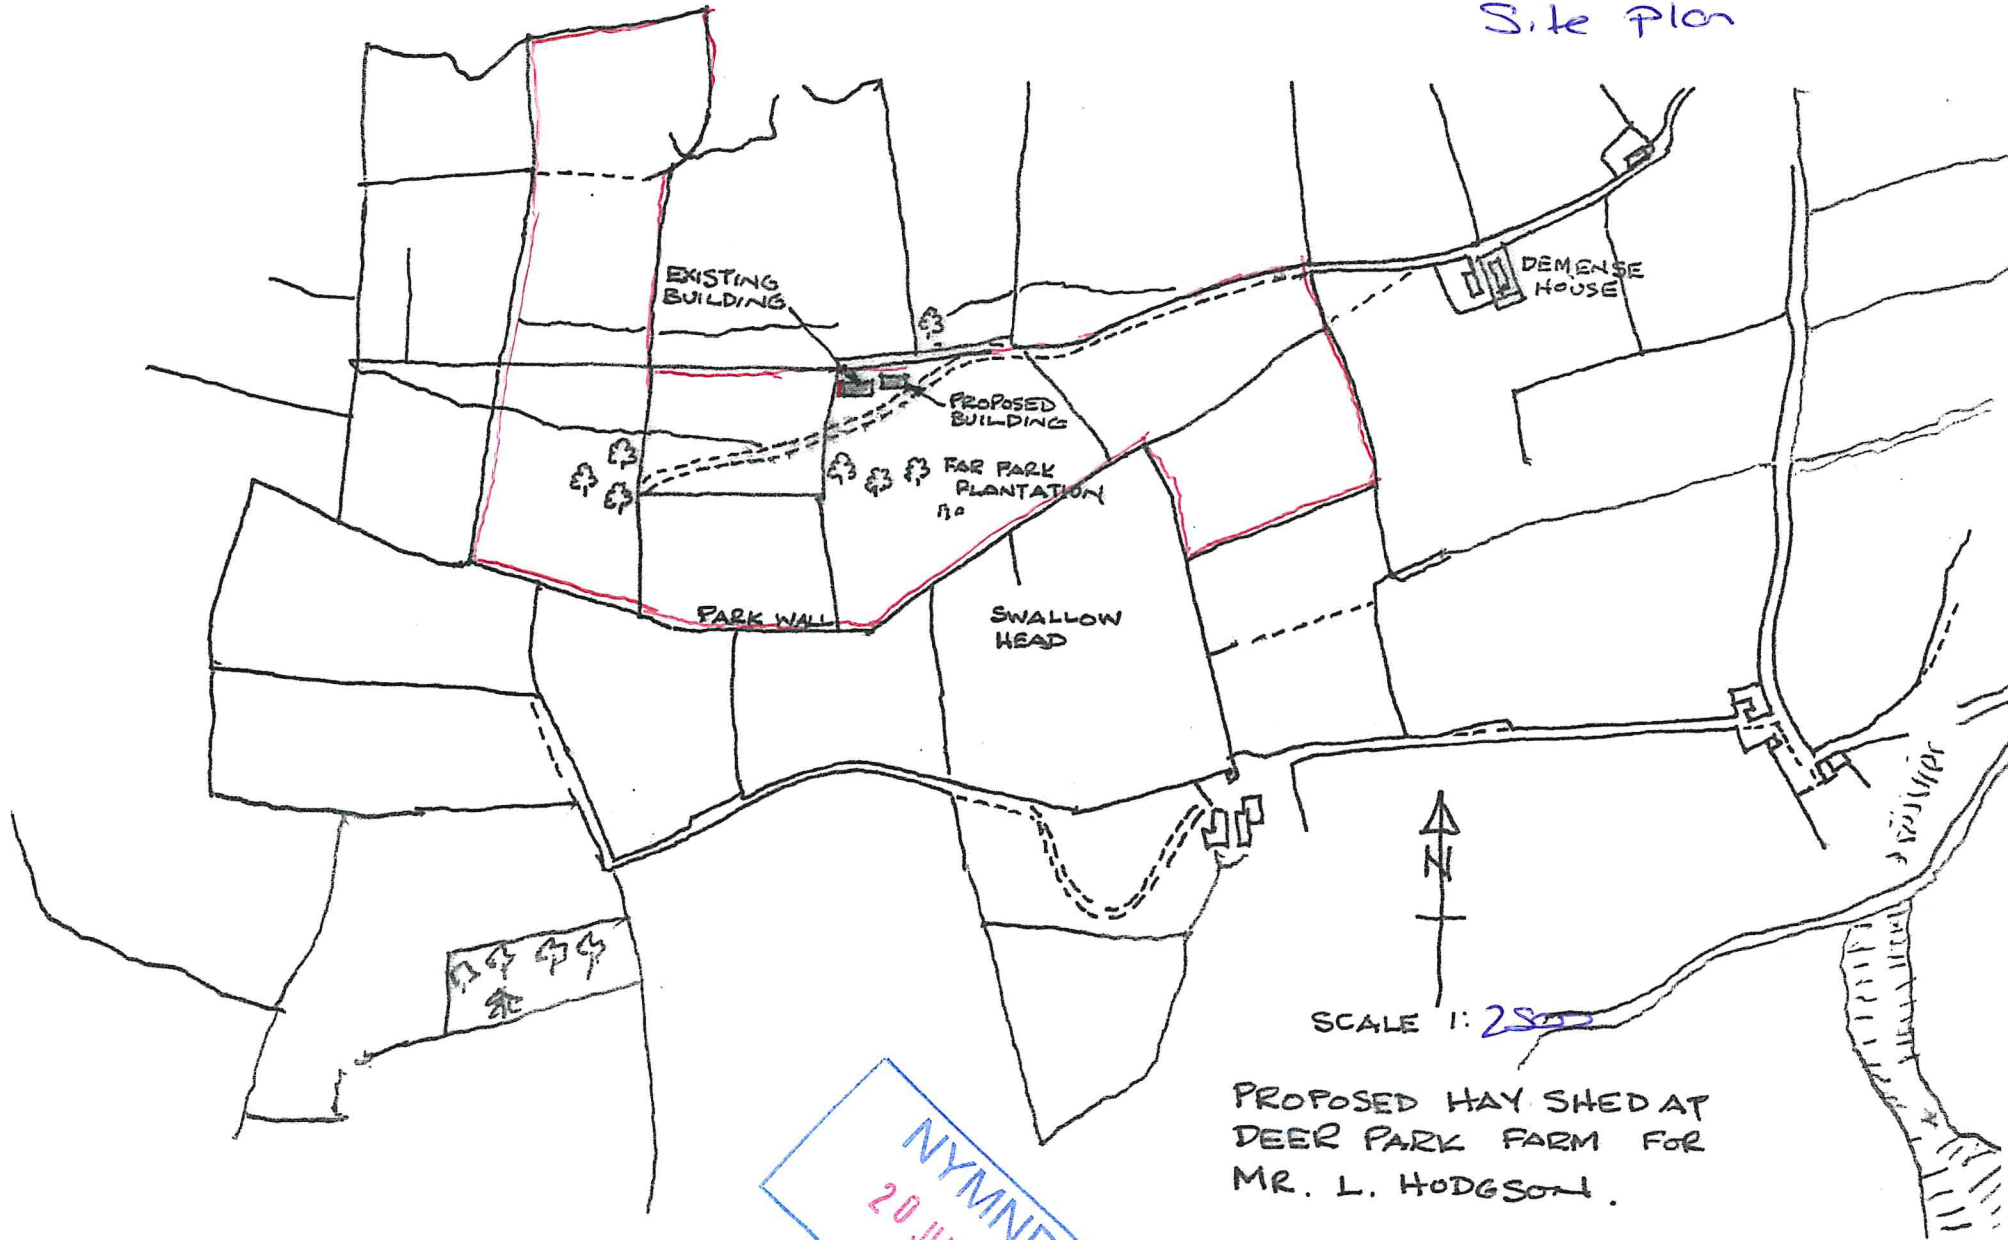 Site Plan
EXISTING
BUILDING
DEMENSE
HOUSE
PROPOSED
BUILDING
FAR PARK
PLANTATION
PARK WALL
SWALLOW
HEAD
N
SCALE 1: 2500
PROPOSED HAY SHED AT
DEER PARK FARM FOR
MR. L. HODGSON.
NYMNP